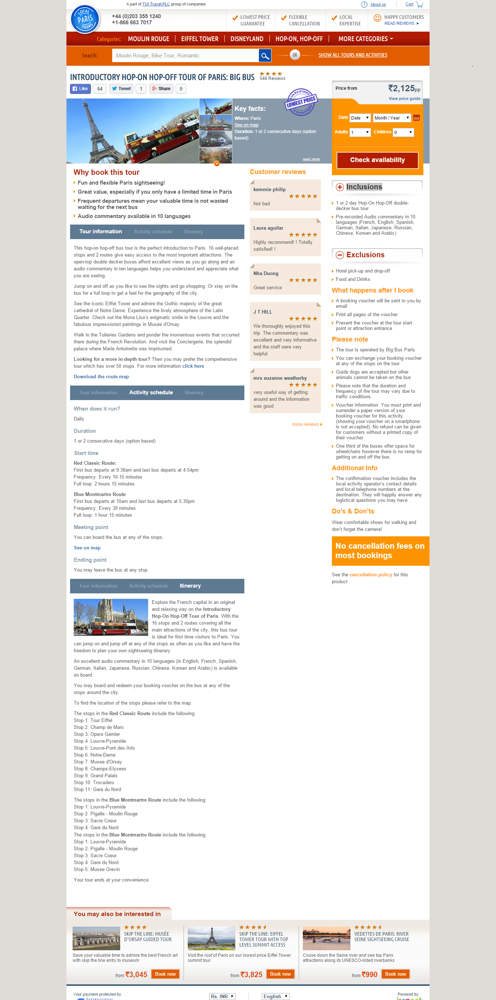 A part of TUI Travel PLC group of companies
About us
Cart
LOCAL
PARIS
TOURS
+44 (0)203 355 1240
+1-866 663 7017
LOWEST PRICE
GUARANTEE
FLEXIBLE
CANCELLATION
LOCAL
EXPERTISE
HAPPY CUSTOMERS
READ REVIEWS
Categories: MOULIN ROUGE EIFFEL TOWER DISNEYLAND HOP-ON, HOP-OFF MORE CATEGORIES
Search: Moulin Rouge, Bike Tour, Romantic OR SHOW ALL TOURS AND ACTIVITIES
INTRODUCTORY HOP-ON HOP-OFF TOUR OF PARIS: BIG BUS
546 Reviews
Like 64 Tweet 1 Share 0
GUARANTEED
LOWEST PRICE
GUARANTEED
Price from ₹2,125pp
View price guide
BIGBUS PARIS
Key facts:
Where: Paris
See on map
Duration: 1 or 2 consecutive days (option
based)
read more
Date Date Month / Year
Adults 1 Children 0
Check availability
Why book this tour
Fun and flexible Paris sightseeing!
Great value, especially if you only have a limited time in Paris
Frequent departures mean your valuable time is not wasted
waiting for the next bus
Audio commentary available in 10 languages
Tour information Activity schedule Itinerary
This hop-on hop-off bus tour is the perfect introduction to Paris. 16 well-placed
stops and 2 routes give easy access to the most important attractions. The
open-top double decker buses afford excellent views as you go along and an
audio commentary in ten languages helps you understand and appreciate what
you are seeing.
Jump on and off as you like to see the sights and go shopping. Or stay on the
bus for a full loop to get a feel for the geography of the city.
See the iconic Eiffel Tower and admire the Gothic majesty of the great
cathedral of Notre Dame. Experience the lively atmosphere of the Latin
Quarter. Check out the Mona Lisa's enigmatic smile in the Louvre and the
fabulous impressionist paintings in Musée d'Orsay.
Walk in the Tuileries Gardens and ponder the momentous events that occurred
there during the French Revolution. And visit the Conciergerie, the splendid
palace where Marie Antoinette was imprisoned.
Looking for a more in-depth tour? Then you may prefer the comprehensive
tour which has over 50 stops. For more information click here
Download the route map
Tour information Activity schedule Itinerary
When does it run?
Daily
Duration
1 or 2 consecutive days (option based)
Start time
Red Classic Route:
First bus departs at 9:38am and last bus departs at 4:54pm
Frequency: Every 10-15 minutes
Full loop: 2 hours 15 minutes
Blue Montmartre Route
First bus departs at 10am and last bus departs at 5.30pm
Frequency: Every 30 minutes
Full loop: 1 hour 15 minutes
Meeting point
You can board the bus at any of the stops.
See on map
Ending point
You may leave the bus at any stop.
Tour information Activity schedule Itinerary
Explore the French capital in an original
and relaxing way on the Introductory
Hop-On Hop-Off Tour of Paris. With the
16 stops and 2 routes covering all the
main attractions of the city, this bus tour
is ideal for first time visitors to Paris. You
can jump on and jump off at any of the stops as often as you like and have the
freedom to plan your own sightseeing itinerary.
An excellent audio commentary in 10 languages (in English, French, Spanish,
German, Italian, Japanese, Russian, Chinese, Korean and Arabic) is available
on board.
You may board and redeem your booking voucher on the bus at any of the
stops around the city.
To find the location of the stops please refer to the map.
The stops in the Red Classic Route include the following:
Stop 1: Tour Eiffel
Stop 2: Champ de Mars
Stop 3: Opera Garnier
Stop 4: Louvre-Pyramide
Stop 5: Louvre-Pont des Arts
Stop 6: Notre-Dame
Stop 7: Musee d'Orsay
Stop 8: Champs-Elysees
Stop 9: Grand Palais
Stop 10: Trocadero
Stop 11: Gare du Nord
The stops in the Blue Montmartre Route include the following:
Stop 1: Louvre-Pyramide
Stop 2: Pigalle - Moulin Rouge
Stop 3: Sacre Coeur
Stop 4: Gare du Nord
The stops in the Blue Montmartre Route include the following:
Stop 1: Louvre-Pyramide
Stop 2: Pigalle - Moulin Rouge
Stop 3: Sacre Coeur
Stop 4: Gare du Nord
Stop 5: Musee Grevin
Your tour ends at your convenience.
Customer reviews
kemmie philip
Not bad
Laura aguilar
Highly recommend! ! Totally
satisfied! !
Nha Duong
Great service
J T HILL
We thoroughly enjoyed this
trip. The commentary was
excellent and very informative
and the staff were very
helpful.
mrs suzanne weatherby
very useful way of getting
around and the information
was good
more reviews
Inclusions
1 or 2 day Hop-On Hop-Off double-
decker bus tour
Pre-recorded Audio commentary in 10
languages (French, English, Spanish,
German, Italian, Japanese, Russian,
Chinese, Korean and Arabic)
Exclusions
Hotel pick-up and drop-off
Food and Drinks
What happens after I book
A booking voucher will be sent to you by
email
Print all pages of the voucher
Present the voucher at the tour start
point or attraction entrance
Please note
The tour is operated by Big Bus Paris
You can exchange your booking voucher
at any of the stops on the tour
Guide dogs are accepted but other
animals cannot be taken on the bus
Please note that the duration and
frequency of the tour may vary due to
traffic conditions.
Voucher information: You must print and
surrender a paper version of your
booking voucher for this activity
(showing your voucher on a smartphone
is not accepted). No refund can be given
for customers without a printed copy of
their voucher.
One third of the buses offer space for
wheelchairs however there is no ramp for
getting on and off the bus.
Additional Info
The confirmation voucher includes the
local activity operator's contact details
and local telephone numbers at the
destination. They will happily answer any
logistical questions you may have.
Do's & Don'ts
Wear comfortable shoes for walking and
don't forget the camera!
No cancellation fees on
most bookings
See the cancellation policy for this
product
You may also be interested in
SKIP THE LINE: MUSÉE
D'ORSAY GUIDED TOUR
Save your valuable time to admire the best French art
with skip the line entry to museum
from ₹3,045 Book now
SKIP THE LINE: EIFFEL
TOWER TOUR WITH TOP
LEVEL SUMMIT ACCESS
Visit the roof of Paris on our lowest price Eiffel Tower
summit tour
from ₹3,825 Book now
VEDETTES DE PARIS: RIVER
SEINE SIGHTSEEING CRUISE
Cruise down the Seine river and see top Paris
attractions along its UNESCO-listed riverbanks
from ₹990 Book now
Your payment protected by
INTERNATIONAL
Rs. INR
English
Powered by: